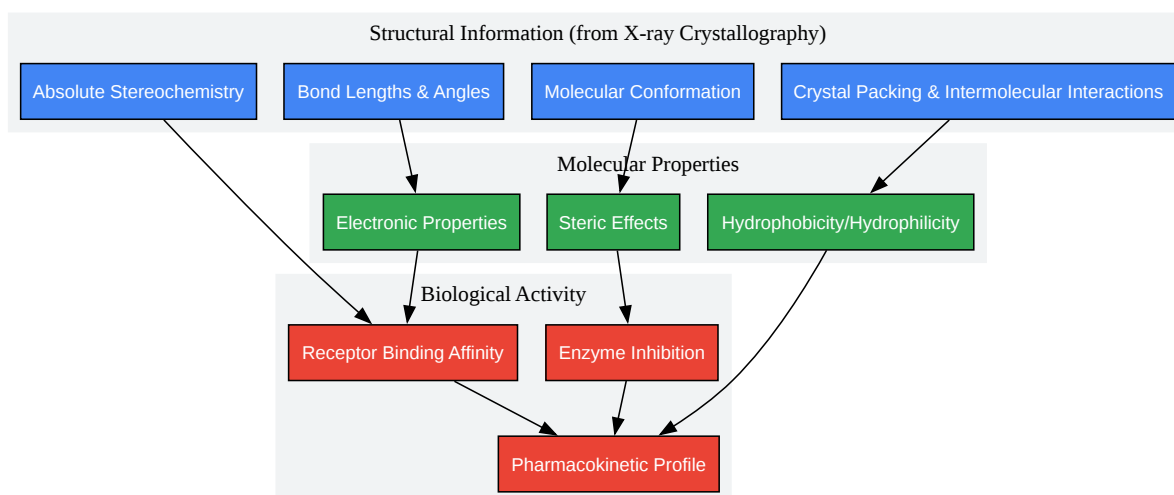 Structural Information (from X-ray Crystallography)
Absolute Stereochemistry
Bond Lengths & Angles
Molecular Conformation
Crystal Packing & Intermolecular Interactions
Molecular Properties
Electronic Properties
Steric Effects
Hydrophobicity/Hydrophilicity
Biological Activity
Receptor Binding Affinity
Enzyme Inhibition
Pharmacokinetic Profile